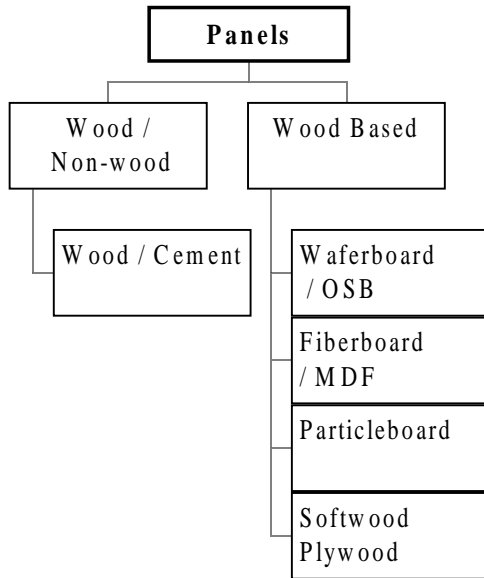 Panels
Wood /
Non-wood
Wood Based
Wood / Cement
Waferboard
/ OSB
Fiberboard
/ MDF
Particleboard
Softwood
Plywood